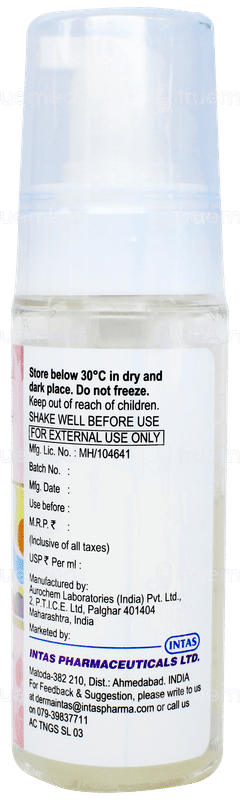 Store below 30°C in dry and
dark place. Do not freeze.
Keep out of reach of children.
SHAKE WELL BEFORE USE
FOR EXTERNAL USE ONLY
Mfg. Lic. No. : MH/104641
Batch No. :
Mfg. Date :
Use before :
M.R.P. ₹ :
(Inclusive of all taxes)
USP ₹ Per ml :
Manufactured by:
Aurochem Laboratories (India) Pvt. Ltd.,
2, P.T.I.C.E. Ltd, Palghar 401404
Maharashtra, India
Marketed by:
INTAS
INTAS PHARMACEUTICALS LTD.
Matoda-382 210, Dist.: Ahmedabad. INDIA
For Feedback & Suggestion, please write to us
at dermaintas@intaspharma.com or call us
on 079-39837711
AC TNGS SL 03